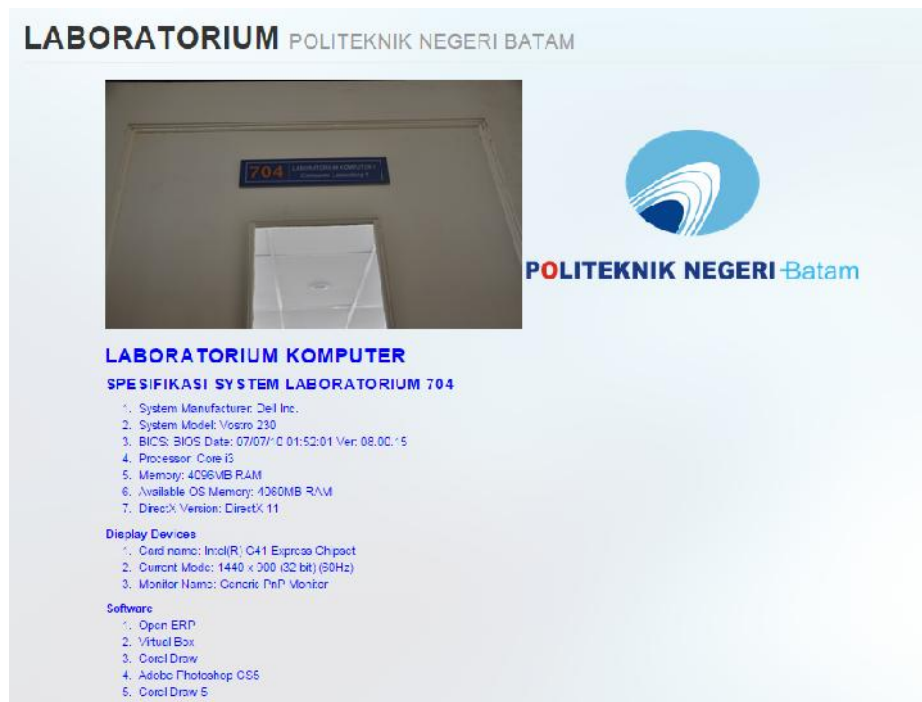 LABORATORIUM POLITEKNIK NEGERI BATAM
704 LABORATORIUM KOMPUTER
Computer Laboratory
POLITEKNIK NEGERI Batam
LABORATORIUM KOMPUTER
SPESIFIKASI SYSTEM LABORATORIUM 704
1. System Manufacturer: Dell Inc.
2. System Model: Vostro 230
3. BIOS: BIOS Date: 07/07/10 01:52:01 Ver: 08.00.15
4. Processor: Core i3
5. Memory: 4096MB RAM
6. Available OS Memory: 4060MB RAM
7. DirectX Version: DirectX 11
Display Devices
1. Card name: Intel(R) G41 Express Chipset
2. Current Mode: 1440 x 900 (32 bit) (60Hz)
3. Monitor Name: Generic PnP Monitor
Software
1. Open ERP
2. Virtual Box
3. Corel Draw
4. Adobe Photoshop CS5
5. Corel Draw 5